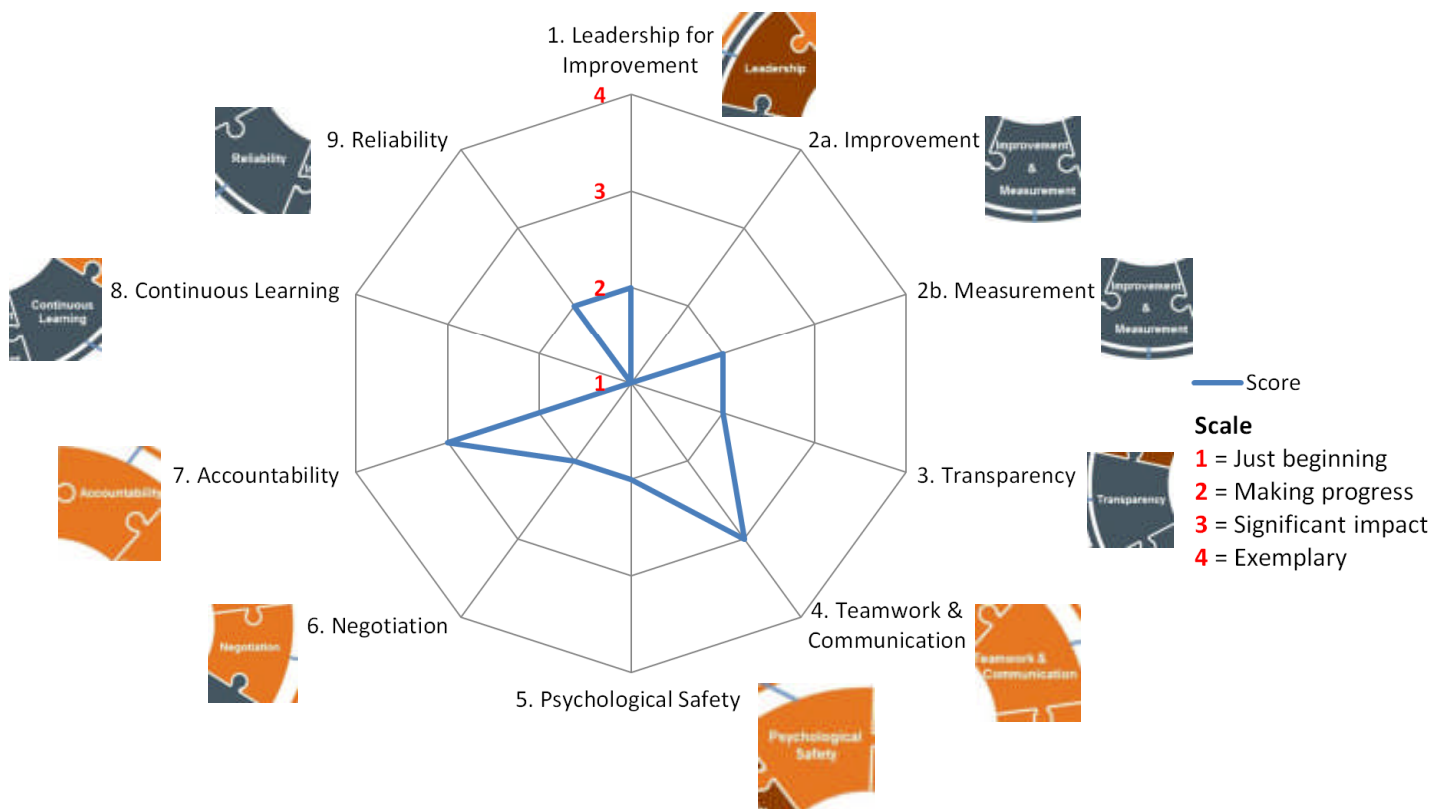 1. Leadership for
Improvement
Leadership
4
9. Reliability
2a. Improvement
Reliability
Improvement
&
Measurement
3
8. Continuous Learning
2b. Measurement
Continuous
Learning
Improvement
&
Measurement
2
1
Score
Scale
1 = Just beginning
2 = Making progress
3 = Significant impact
4 = Exemplary
7. Accountability
3. Transparency
Accountability
Transparency
6. Negotiation
4. Teamwork &
Communication
Negotiation
Teamwork &
Communication
5. Psychological Safety
Psychological
Safety